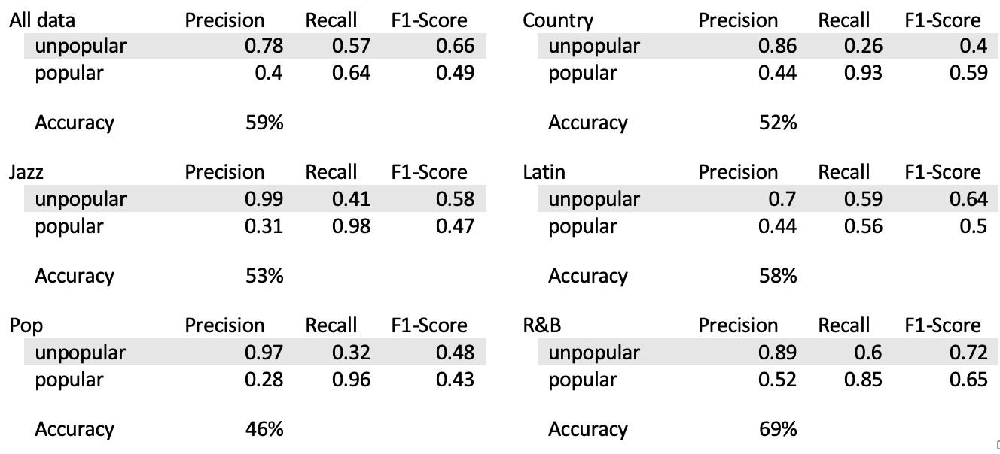 All data Precision Recall F1-Score
unpopular 0.78 0.57 0.66
popular 0.4 0.64 0.49
Accuracy 59%
Country Precision Recall F1-Score
unpopular 0.86 0.26 0.4
popular 0.44 0.93 0.59
Accuracy 52%
Jazz Precision Recall F1-Score
unpopular 0.99 0.41 0.58
popular 0.31 0.98 0.47
Accuracy 53%
Latin Precision Recall F1-Score
unpopular 0.7 0.59 0.64
popular 0.44 0.56 0.5
Accuracy 58%
Pop Precision Recall F1-Score
unpopular 0.97 0.32 0.48
popular 0.28 0.96 0.43
Accuracy 46%
R&B Precision Recall F1-Score
unpopular 0.89 0.6 0.72
popular 0.52 0.85 0.65
Accuracy 69%